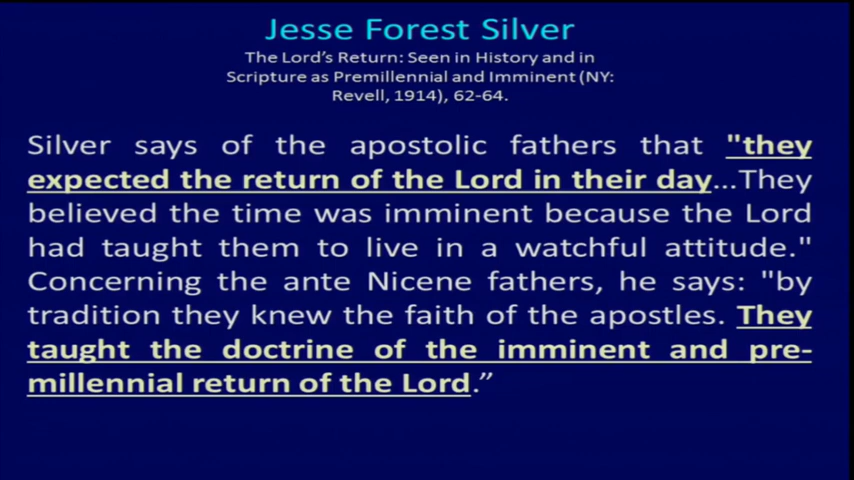 Jesse Forest Silver
The Lord's Return: Seen in History and in
Scripture as Premillennial and Imminent (NY:
Revell, 1914), 62-64.
Silver says of the apostolic fathers that "they
expected the return of the Lord in their day...They
believed the time was imminent because the Lord
had taught them to live in a watchful attitude."
Concerning the ante Nicene fathers, he says: "by
tradition they knew the faith of the apostles. They
taught the doctrine of the imminent and pre-
millennial return of the Lord.”